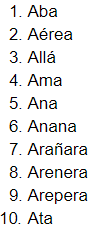 1. Aba
2. Aérea
3. Allá
4. Ama
5. Ana
6. Anana
7. Arañara
8. Arenera
9. Arepera
10. Ata